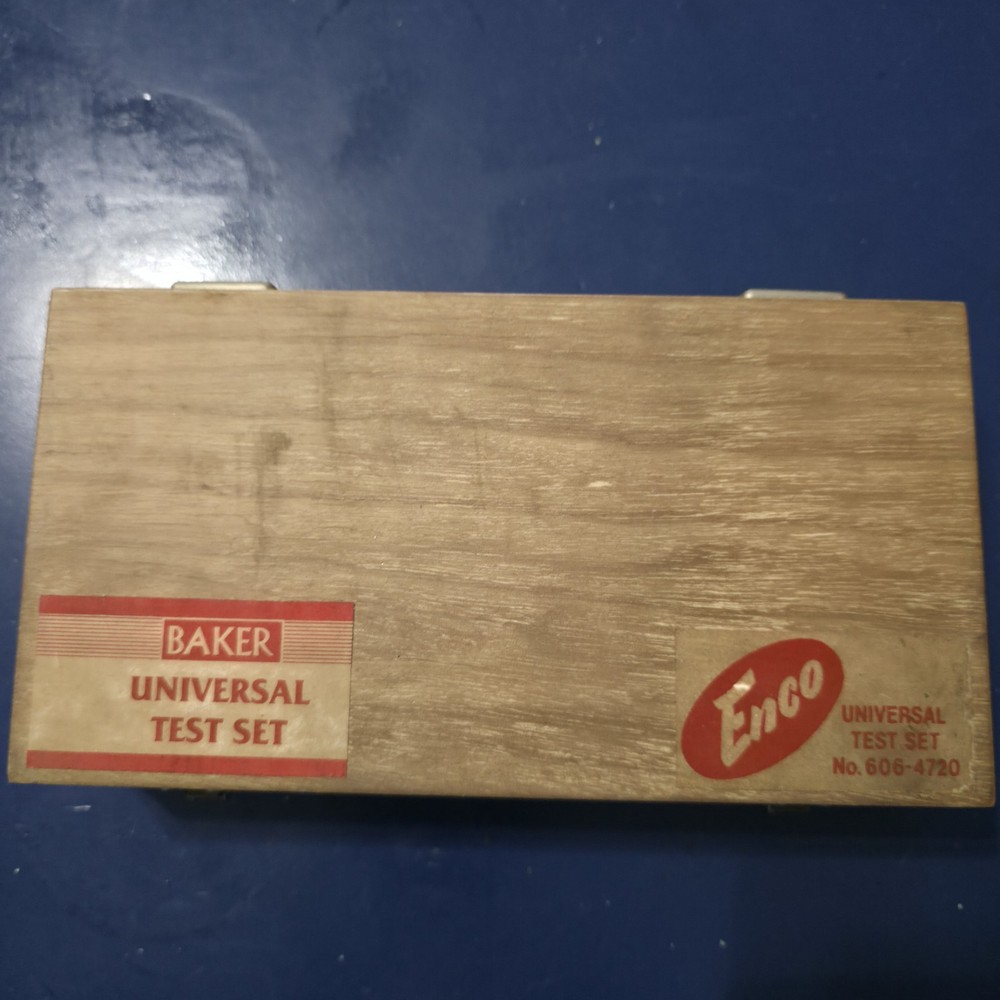 BAKER
UNIVERSAL
TEST SET
Enco
UNIVERSAL
TEST SET
No. 606-4720